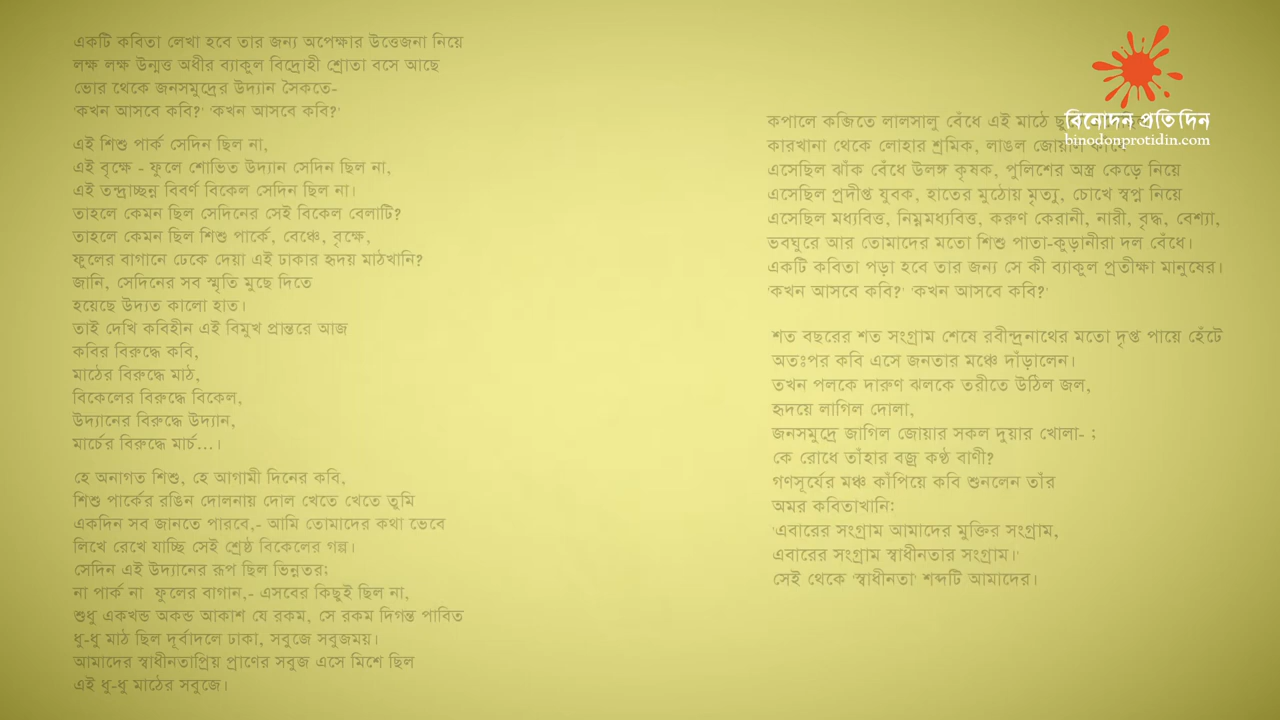 একটি কবিতা লেখা হবে তার জন্য অপেক্ষার উত্তেজনা নিয়ে
লক্ষ লক্ষ উন্মত্ত অধীর ব্যাকুল বিদ্রোহী শ্রোতা বসে আছে
ভোর থেকে জনসমুদ্রের উদ্যান সৈকতে-
'কখন আসবে কবি?' 'কখন আসবে কবি?'
এই শিশু পার্ক সেদিন ছিল না,
এই বৃক্ষে - ফুলে শোভিত উদ্যান সেদিন ছিল না,
এই তন্দ্রাচ্ছন্ন বিবর্ণ বিকেল সেদিন ছিল না।
তাহলে কেমন ছিল সেদিনের সেই বিকেল বেলাটি?
তাহলে কেমন ছিল শিশু পার্কে, বেঞ্চে, বৃক্ষে,
ফুলের বাগানে ঢেকে দেয়া এই ঢাকার হৃদয় মাঠখানি?
জানি, সেদিনের সব স্মৃতি মুছে দিতে
হয়েছে উদ্যত কালো হাত।
তাই দেখি কবিহীন এই বিমুখ প্রান্তরে আজ
কবির বিরুদ্ধে কবি,
মাঠের বিরুদ্ধে মাঠ,
বিকেলের বিরুদ্ধে বিকেল,
উদ্যানের বিরুদ্ধে উদ্যান,
মার্চের বিরুদ্ধে মার্চ...।
হে অনাগত শিশু, হে আগামী দিনের কবি,
শিশু পার্কের রঙিন দোলনায় দোল খেতে খেতে তুমি
একদিন সব জানতে পারবে,- আমি তোমাদের কথা ভেবে
লিখে রেখে যাচ্ছি সেই শ্রেষ্ঠ বিকেলের গল্প।
সেদিন এই উদ্যানের রূপ ছিল ভিন্নতর;
না পার্ক না ফুলের বাগান,- এসবের কিছুই ছিল না,
শুধু একখন্ড অকন্ড আকাশ যে রকম, সে রকম দিগন্ত পাবিত
ধু-ধু মাঠ ছিল দূর্বাদলে ঢাকা, সবুজে সবুজময়।
আমাদের স্বাধীনতাপ্রিয় প্রাণের সবুজ এসে মিশে ছিল
এই ধু-ধু মাঠের সবুজে।
বিনোদন প্রতিদিন
binodonprotidin.com
কপালে কব্জিতে লালসালু বেঁধে এই মাঠে
কারখানা থেকে লোহার শ্রমিক, লাঙল জোয়াল কাঁধে
এসেছিল ঝাঁক বেঁধে উলঙ্গ কৃষক, পুলিশের অস্ত্র কেড়ে নিয়ে
এসেছিল প্রদীপ্ত যুবক, হাতের মুঠোয় মৃত্যু, চোখে স্বপ্ন নিয়ে
এসেছিল মধ্যবিত্ত, নিম্নমধ্যবিত্ত, করুণ কেরানী, নারী, বৃদ্ধ, বেশ্যা,
ভবঘুরে আর তোমাদের মতো শিশু পাতা-কুড়ানীরা দল বেঁধে।
একটি কবিতা পড়া হবে তার জন্য সে কী ব্যাকুল প্রতীক্ষা মানুষের।
'কখন আসবে কবি?' 'কখন আসবে কবি?'
শত বছরের শত সংগ্রাম শেষে রবীন্দ্রনাথের মতো দৃপ্ত পায়ে হেঁটে
অতঃপর কবি এসে জনতার মঞ্চে দাঁড়ালেন।
তখন পলকে দারুণ ঝলকে তরীতে উঠিল জল,
হৃদয়ে লাগিল দোলা,
জনসমুদ্রে জাগিল জোয়ার সকল দুয়ার খোলা- ;
কে রোধে তাঁহার বজ্র কণ্ঠ বাণী?
গণসূর্যের মঞ্চ কাঁপিয়ে কবি শুনলেন তাঁর
অমর কবিতাখানি:
'এবারের সংগ্রাম আমাদের মুক্তির সংগ্রাম,
এবারের সংগ্রাম স্বাধীনতার সংগ্রাম।'
সেই থেকে 'স্বাধীনতা' শব্দটি আমাদের।